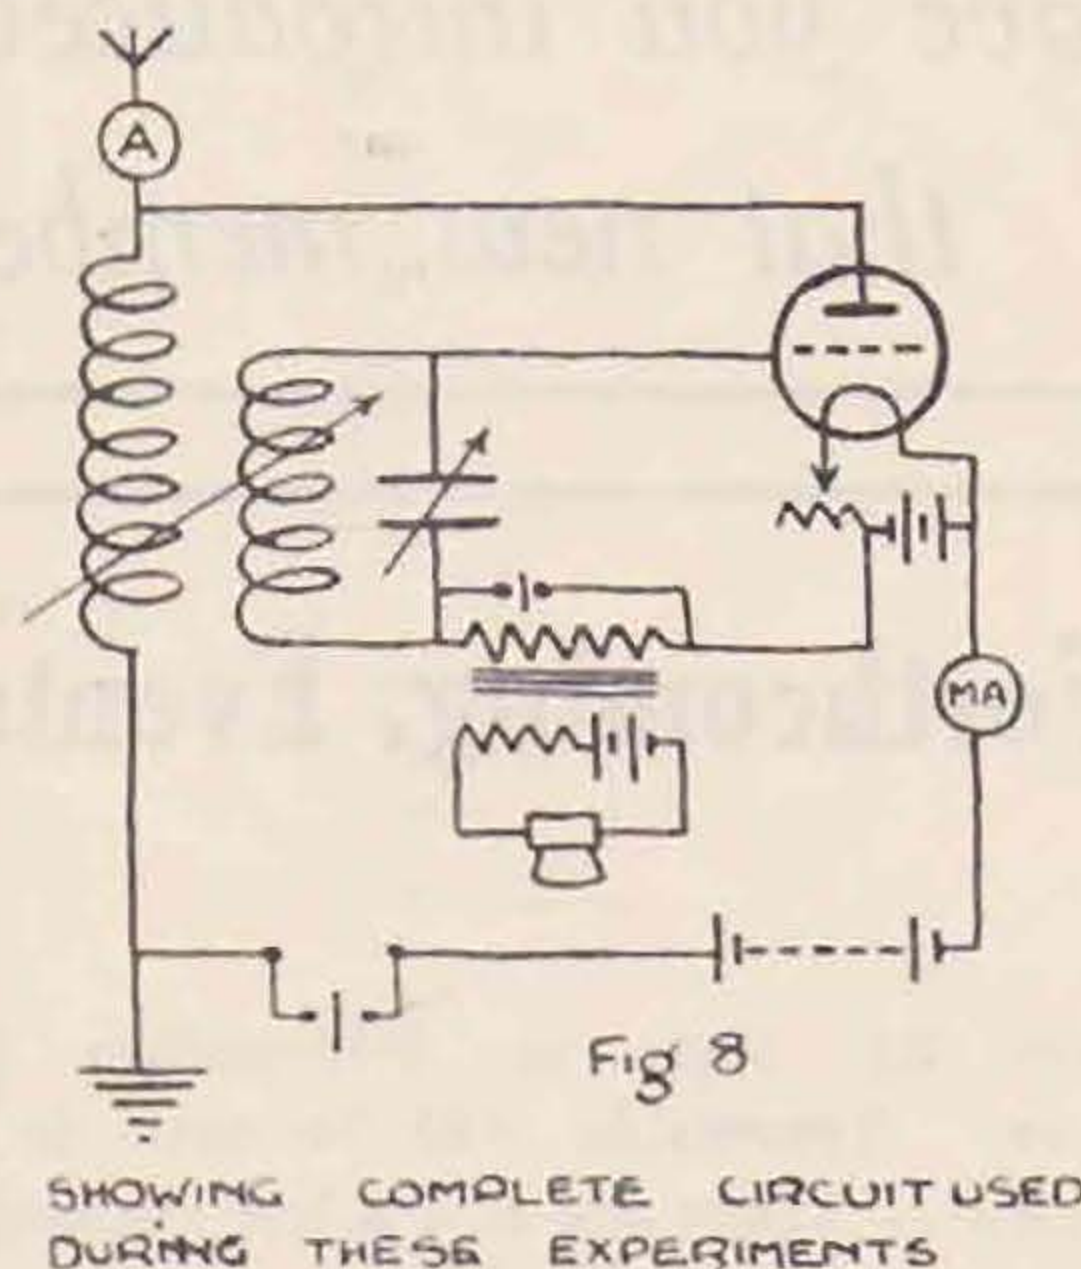 A
MA
Fig 8
SHOWING COMPLETE CIRCUIT USED
DURING THESE EXPERIMENTS